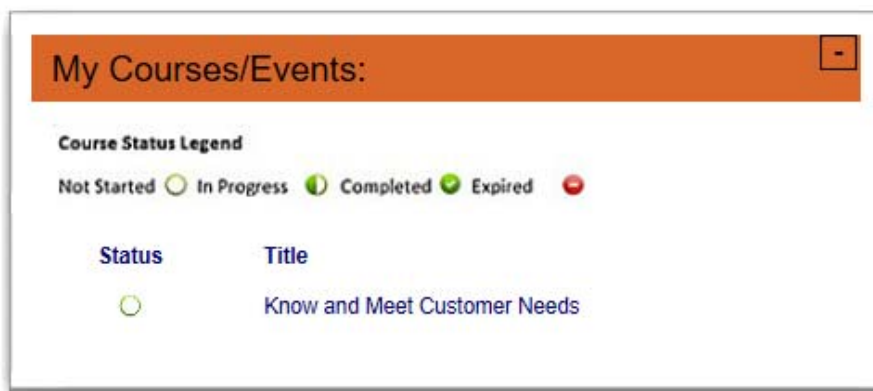 My Courses/Events:
-
Course Status Legend
Not Started In Progress Completed Expired
Status Title
Know and Meet Customer Needs